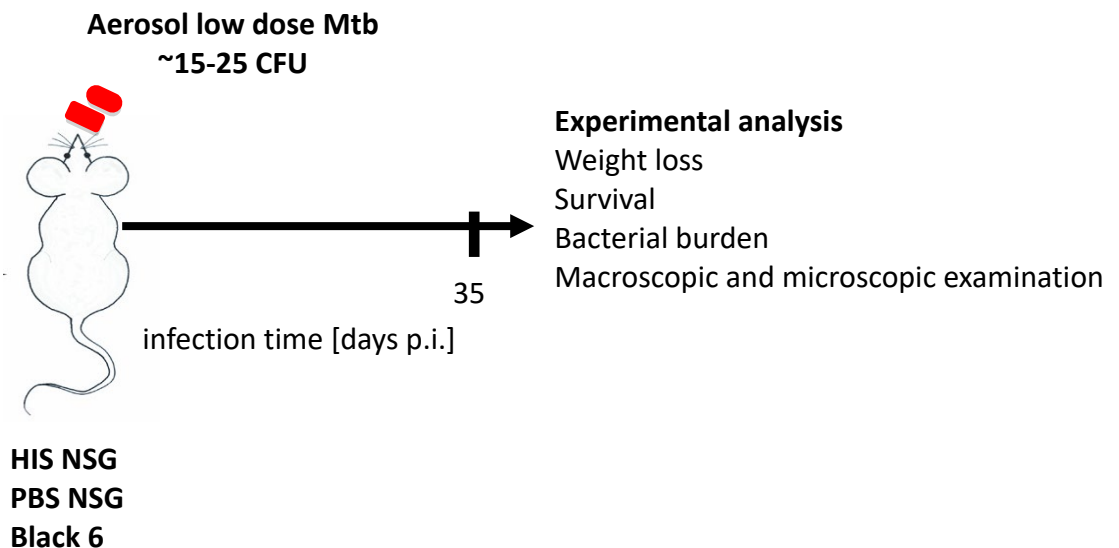 Aerosol low dose Mtb
~15-25 CFU
Experimental analysis
Weight loss
Survival
Bacterial burden
Macroscopic and microscopic examination
35
infection time [days p.i.]
HIS NSG
PBS NSG
Black 6